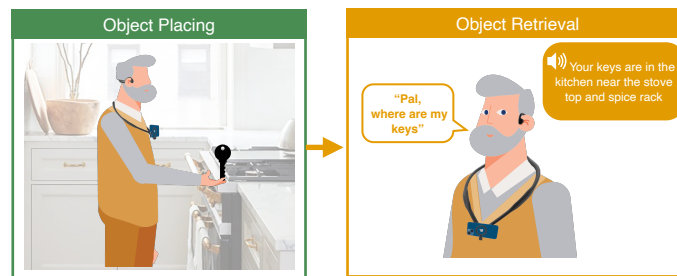 Object Placing
Object Retrieval
“Pal,
where are my
keys”
Your keys are in the
kitchen near the stove
top and spice rack